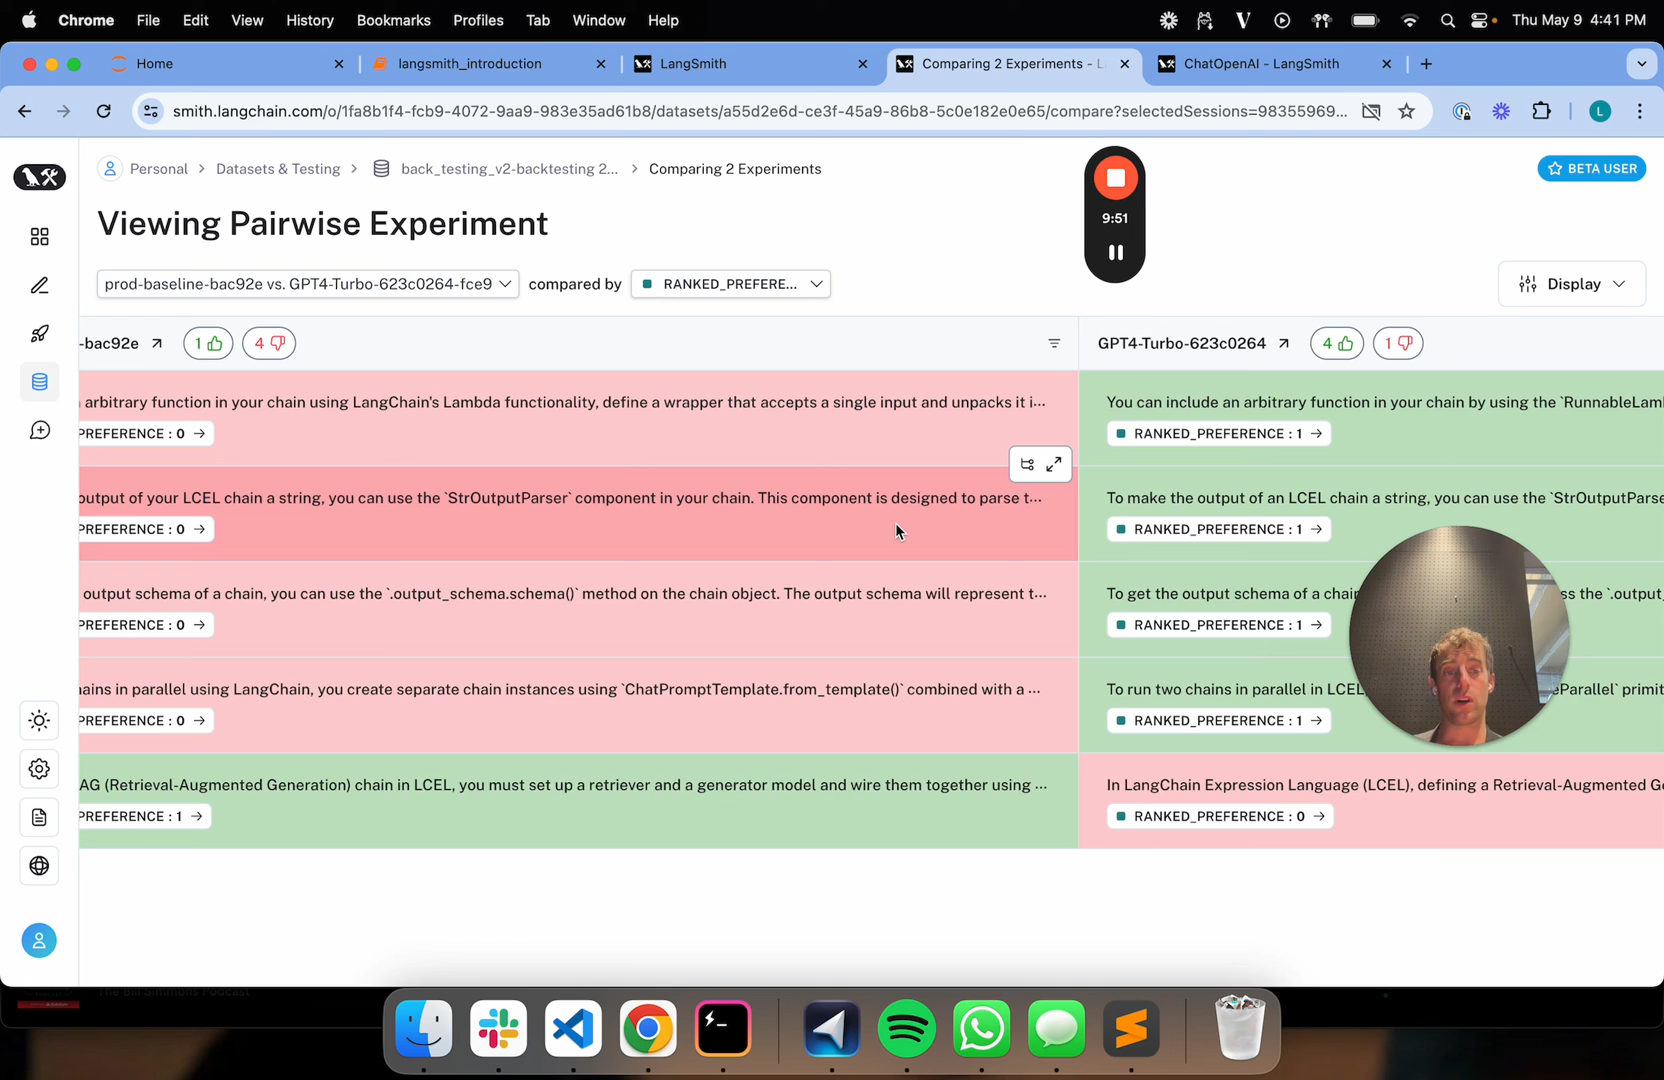 Chrome File Edit View History Bookmarks Profiles Tab Window Help Thu May 9 4:41 PM
Home langsmith_introduction LangSmith Comparing 2 Experiments - L ChatOpenAI - LangSmith
smith.langchain.com/o/1fa8b1f4-fcb9-4072-9aa9-983e35ad61b8/datasets/a55d2e6d-ce3f-45a9-86b8-5c0e182e0e65/compare?selectedSessions=98355969... L
Personal > Datasets & Testing > back_testing_v2-backtesting 2... > Comparing 2 Experiments BETA USER
9:51
Viewing Pairwise Experiment
prod-baseline-bac92e vs. GPT4-Turbo-623c0264-fce9 compared by RANKED_PREFERE... Display
-bac92e 1 4 GPT4-Turbo-623c0264 4 1
arbitrary function in your chain using LangChain's Lambda functionality, define a wrapper that accepts a single input and unpacks it i... You can include an arbitrary function in your chain by using the `RunnableLam
PREFERENCE : 0 → RANKED_PREFERENCE : 1 →
output of your LCEL chain a string, you can use the `StrOutputParser` component in your chain. This component is designed to parse t... To make the output of an LCEL chain a string, you can use the `StrOutputParse
PREFERENCE : 0 → RANKED_PREFERENCE : 1 →
output schema of a chain, you can use the `.output_schema.schema()` method on the chain object. The output schema will represent t... To get the output schema of a chai ss the `.output_
PREFERENCE : 0 → RANKED_PREFERENCE : 1 →
hains in parallel using LangChain, you create separate chain instances using `ChatPromptTemplate.from_template()` combined with a ... To run two chains in parallel in LCEL eParallel` primit
PREFERENCE : 0 → RANKED_PREFERENCE : 1 →
AG (Retrieval-Augmented Generation) chain in LCEL, you must set up a retriever and a generator model and wire them together using ... In LangChain Expression Language (LCEL), defining a Retrieval-Augmented G
PREFERENCE : 1 → RANKED_PREFERENCE : 0 →
The Bill Simmons Podcast